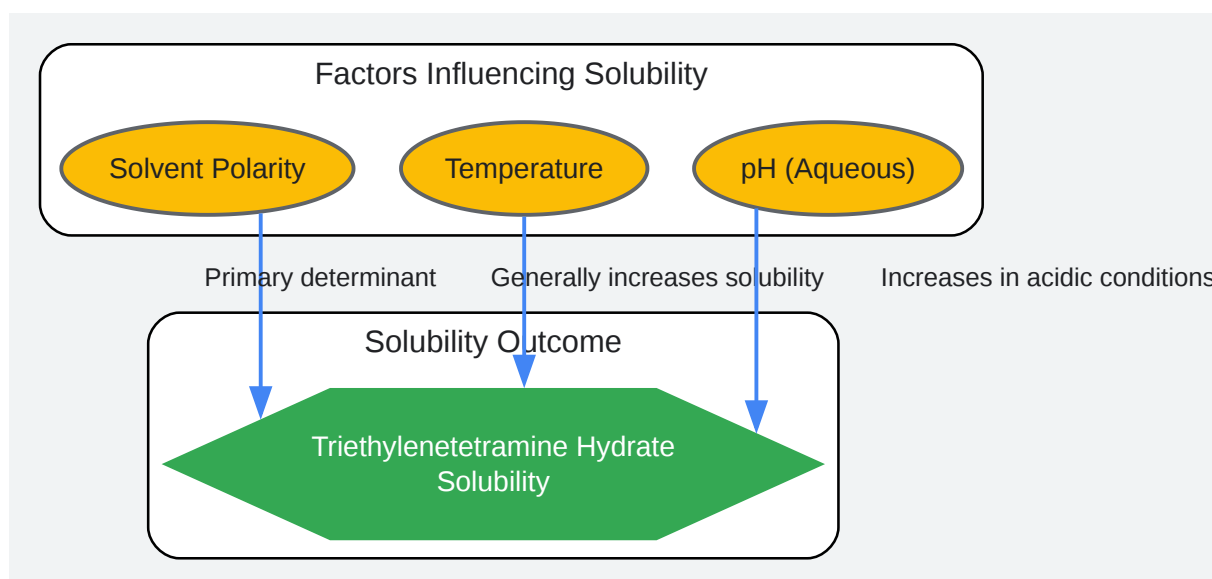 Factors Influencing Solubility
Solvent Polarity
Temperature
pH (Aqueous)
Primary determinant
Generally increases solubility
Increases in acidic conditions
Solubility Outcome
Triethylenetetramine Hydrate
Solubility